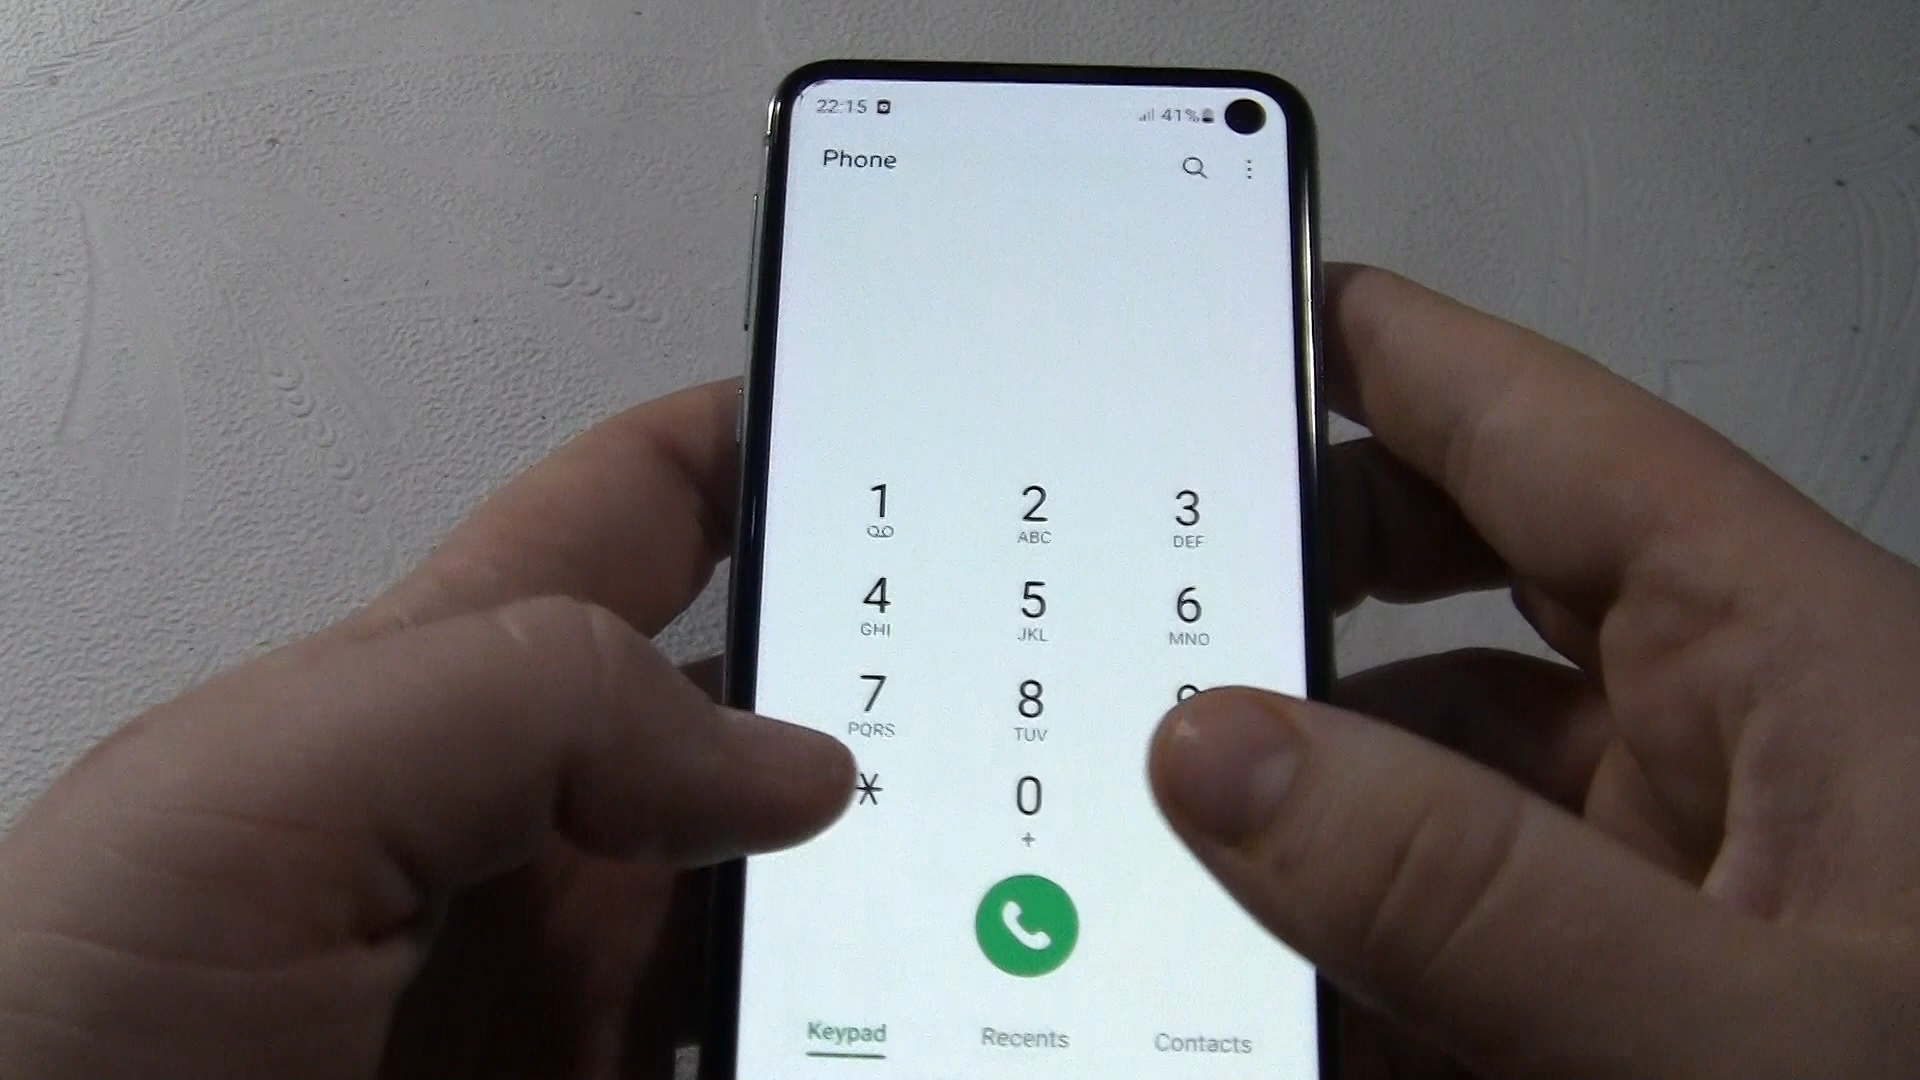 22:15 41%
Phone
1 2 3
ABC DEF
4 5 6
GHI JKL MNO
7 8
PQRS TUV
* 0
+
Keypad Recents Contacts